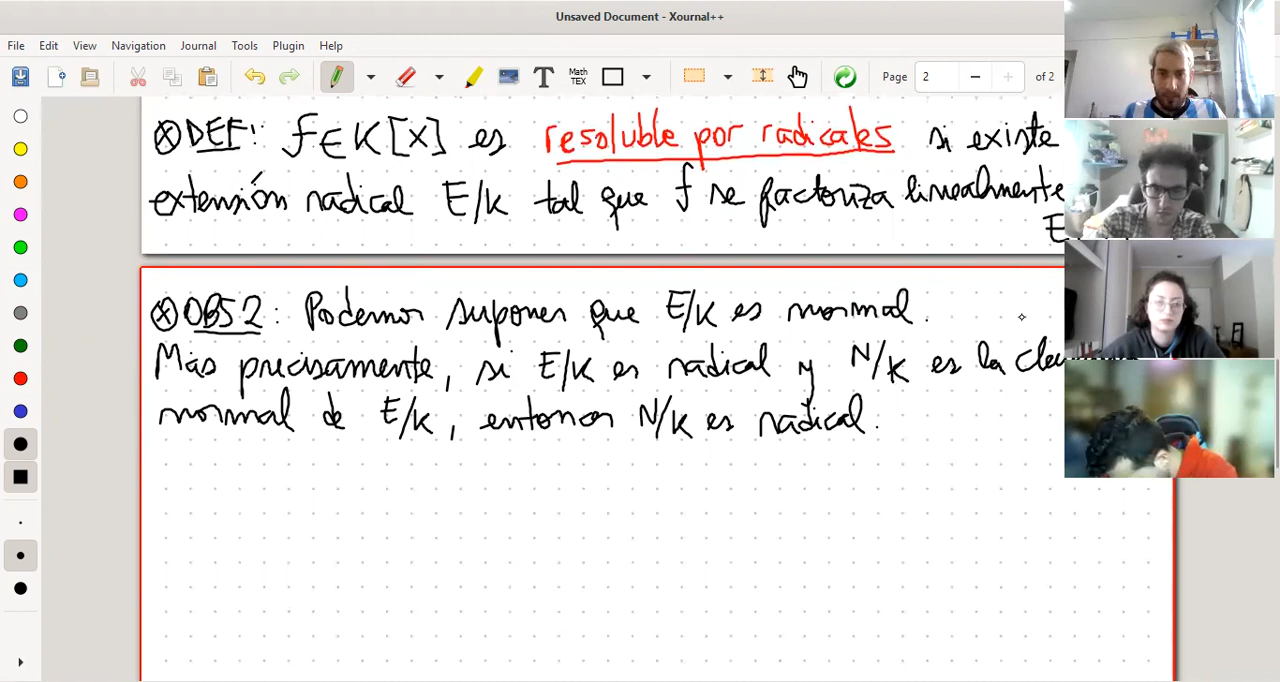 Unsaved Document - Xournal++
File Edit View Navigation Journal Tools Plugin Help
T Math TEX Page 2 of 2
⊗ DEF: f ∈ K[X] es resoluble por radicales si existe
extensión radical E/K tal que f se factoriza linealmente
E
⊗ OBS 2: Podemos suponer que E/K es normal.
Más precisamente, si E/K es radical y N/K es la
normal de E/K, entonces N/K es radical.